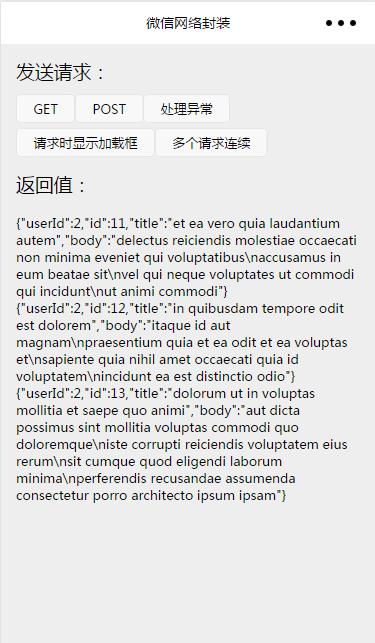 微信网络封装
发送请求：
GET POST 处理异常
请求时显示加载框 多个请求连续
返回值：
{"userId":2,"id":11,"title":"et ea vero quia laudantium
autem","body":"delectus reiciendis molestiae occaecati
non minima eveniet qui voluptatibus\naccusamus in
eum beatae sit\nvel qui neque voluptates ut commodi
qui incidunt\nut animi commodi"}
{"userId":2,"id":12,"title":"in quibusdam tempore odit
est dolorem","body":"itaque id aut
magnam\npraesentium quia et ea odit et ea voluptas
et\nsapiente quia nihil amet occaecati quia id
voluptatem\nincidunt ea est distinctio odio"}
{"userId":2,"id":13,"title":"dolorum ut in voluptas
mollitia et saepe quo animi","body":"aut dicta
possimus sint mollitia voluptas commodi quo
doloremque\niste corrupti reiciendis voluptatem eius
rerum\nsit cumque quod eligendi laborum
minima\nperferendis recusandae assumenda
consectetur porro architecto ipsum ipsam"}